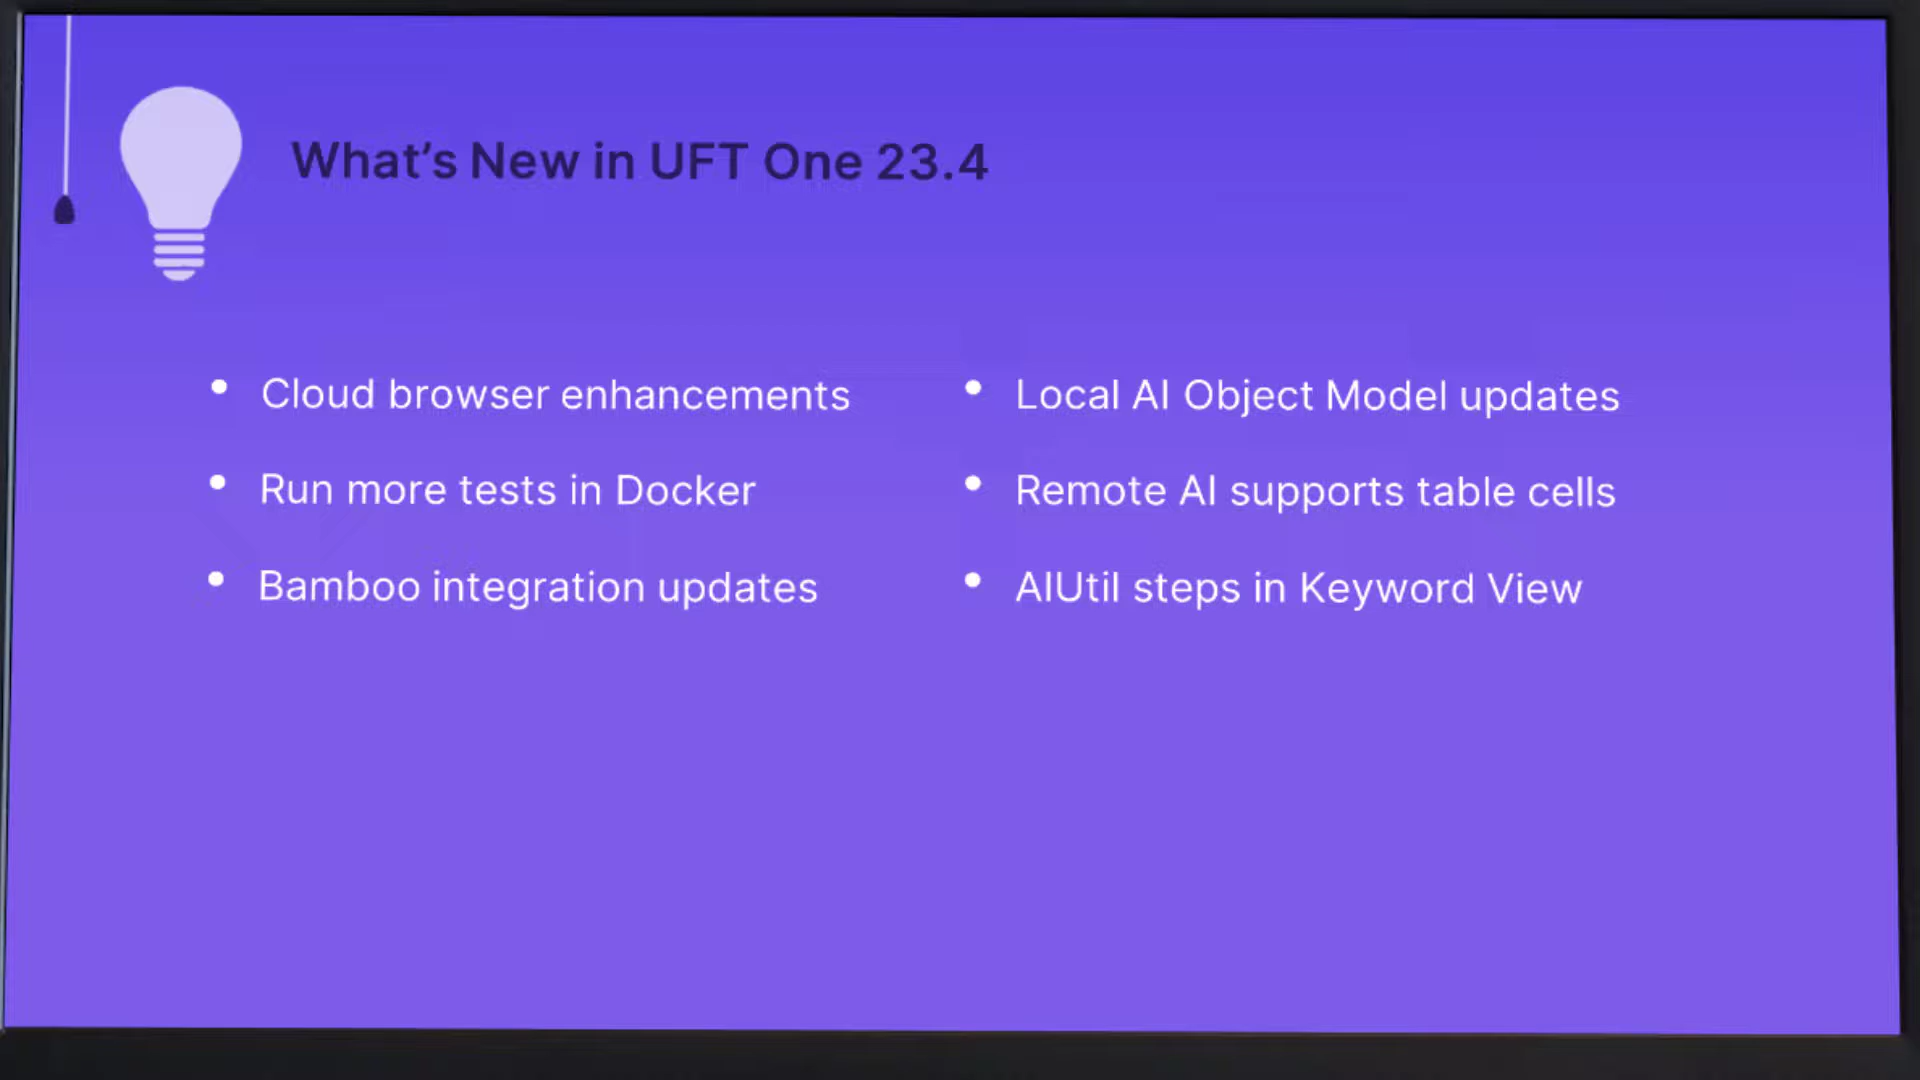 What's New in UFT One 23.4
Cloud browser enhancements
Run more tests in Docker
Bamboo integration updates
Local AI Object Model updates
Remote AI supports table cells
AIUtil steps in Keyword View